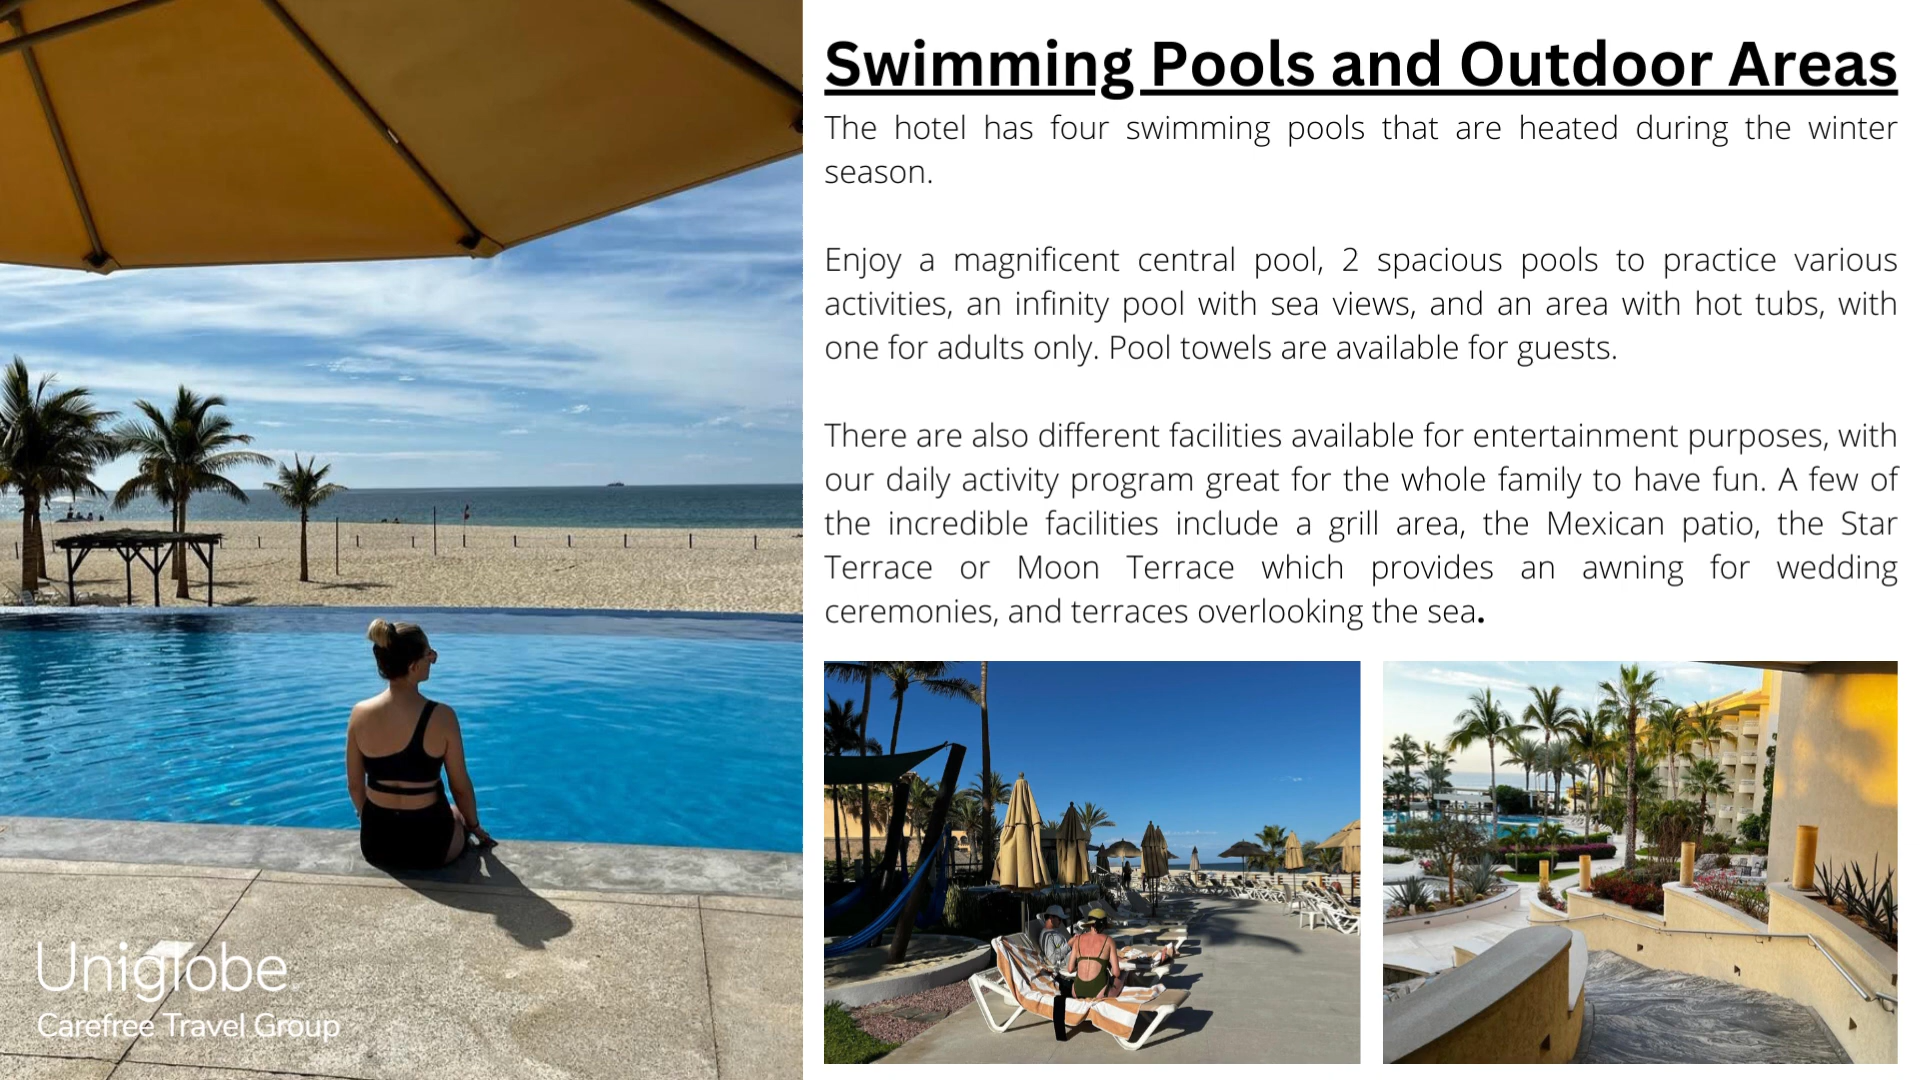 Swimming Pools and Outdoor Areas
The hotel has four swimming pools that are heated during the winter
season.
Enjoy a magnificent central pool, 2 spacious pools to practice various
activities, an infinity pool with sea views, and an area with hot tubs, with
one for adults only. Pool towels are available for guests.
There are also different facilities available for entertainment purposes, with
our daily activity program great for the whole family to have fun. A few of
the incredible facilities include a grill area, the Mexican patio, the Star
Terrace or Moon Terrace which provides an awning for wedding
ceremonies, and terraces overlooking the sea.
Uniglobe
Carefree Travel Group